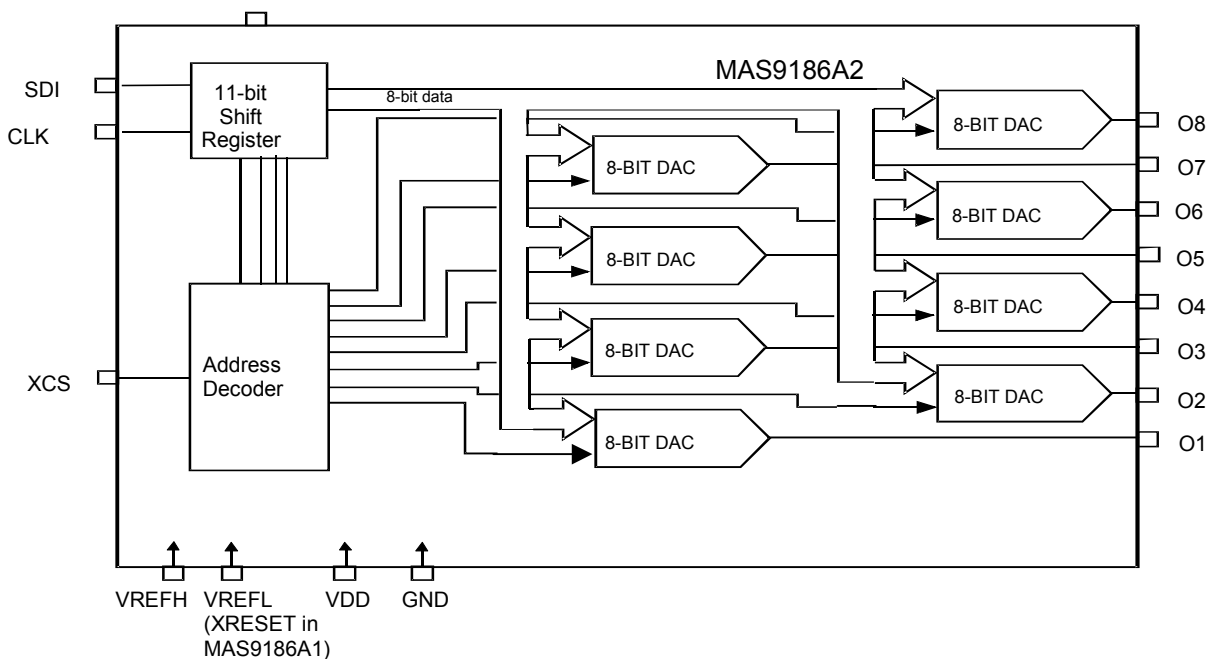 MAS9186A2
SDI
CLK
11-bit
Shift
Register
8-bit data
8-BIT DAC
O8
8-BIT DAC
O7
8-BIT DAC
O6
8-BIT DAC
O5
8-BIT DAC
O4
8-BIT DAC
O3
XCS
Address
Decoder
8-BIT DAC
O2
8-BIT DAC
O1
VREFH
VREFL
(XRESET in
MAS9186A1)
VDD
GND